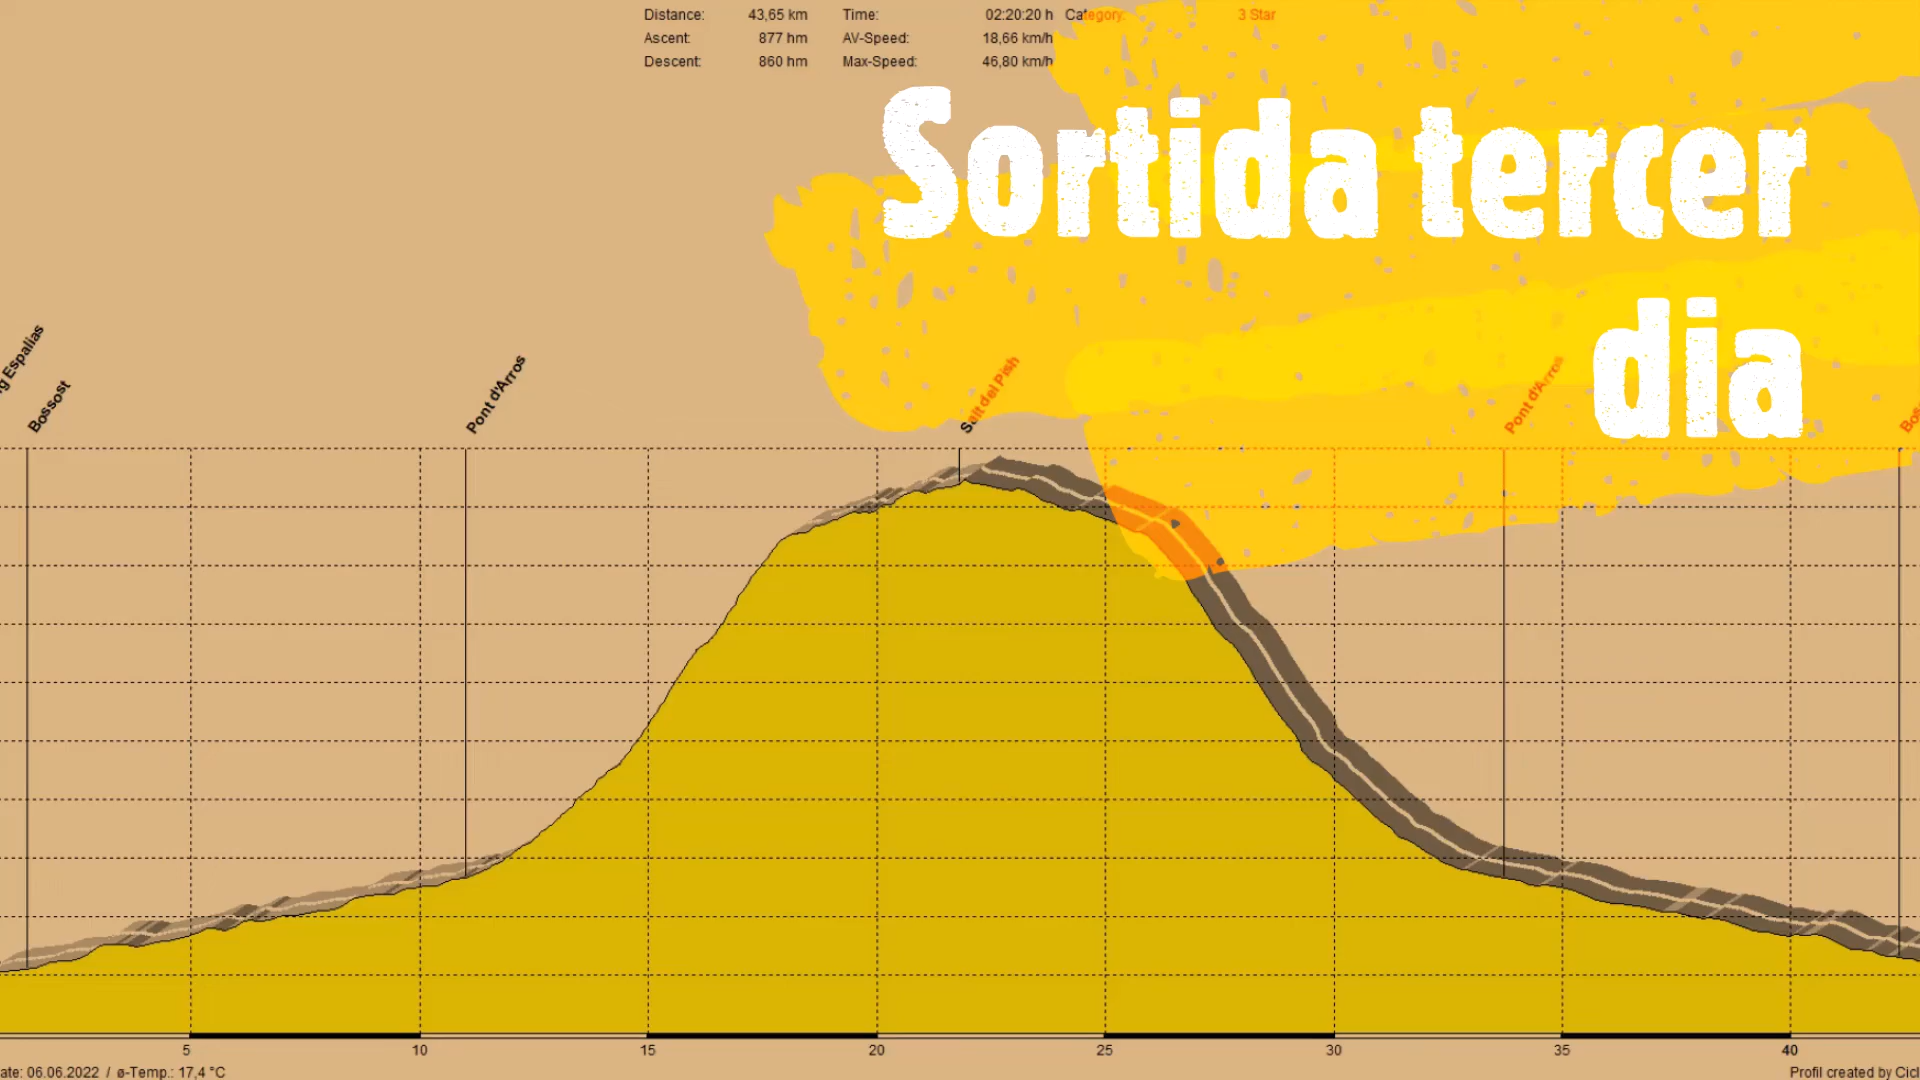 Distance: 43,65 km Time: 02:20:20 h Category: 3 Star
Ascent: 877 hm AV-Speed: 18,66 km/h
Descent: 860 hm Max-Speed: 46,80 km/h
Sortida tercer
dia
g Espalias
Bossost
Pont d'Arros
Salt del Pish
Pont d'Arros
Bos
5 10 15 20 25 30 35 40
ate: 06.06.2022 / ø-Temp.: 17,4 °C
Profil created by Cicl